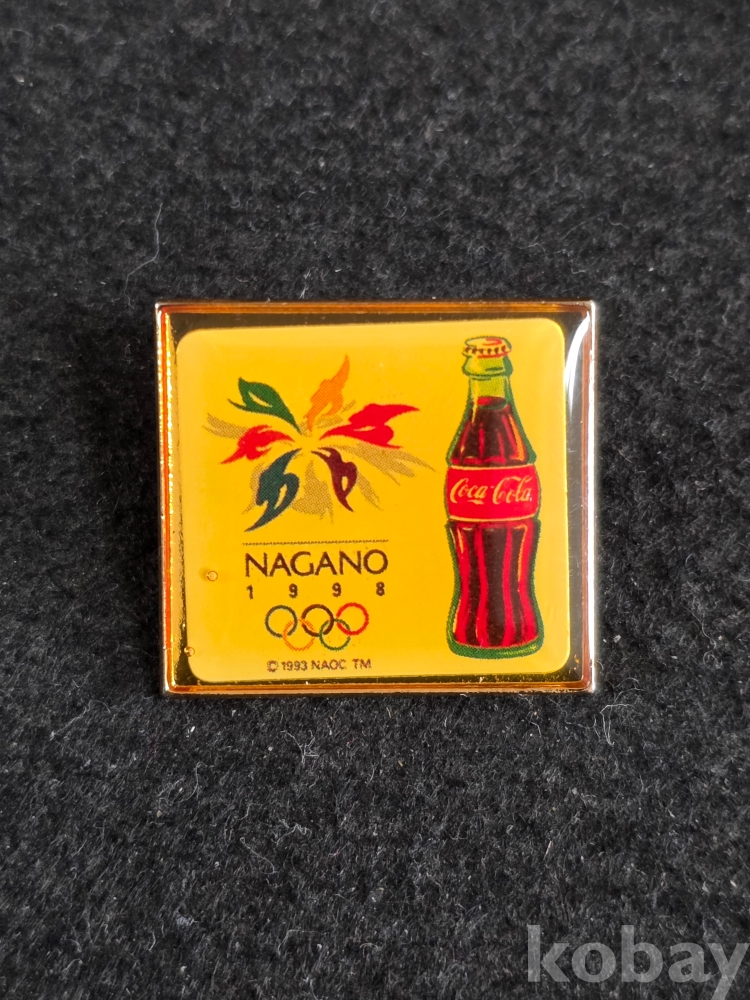 Coca-Cola
NAGANO
1998
© 1993 NAOC TM
kobay